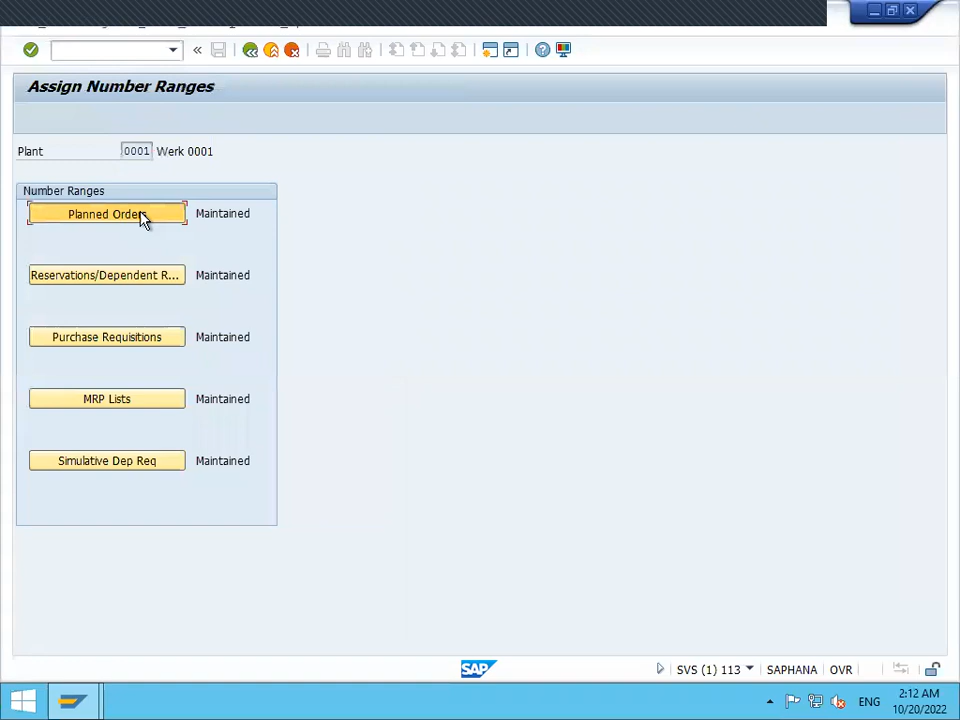 Assign Number Ranges
Plant 0001 Werk 0001
Number Ranges
Planned Orders Maintained
Reservations/Dependent R... Maintained
Purchase Requisitions Maintained
MRP Lists Maintained
Simulative Dep Req Maintained
SAP SVS (1) 113 SAPHANA OVR
ENG 2:12 AM
10/20/2022